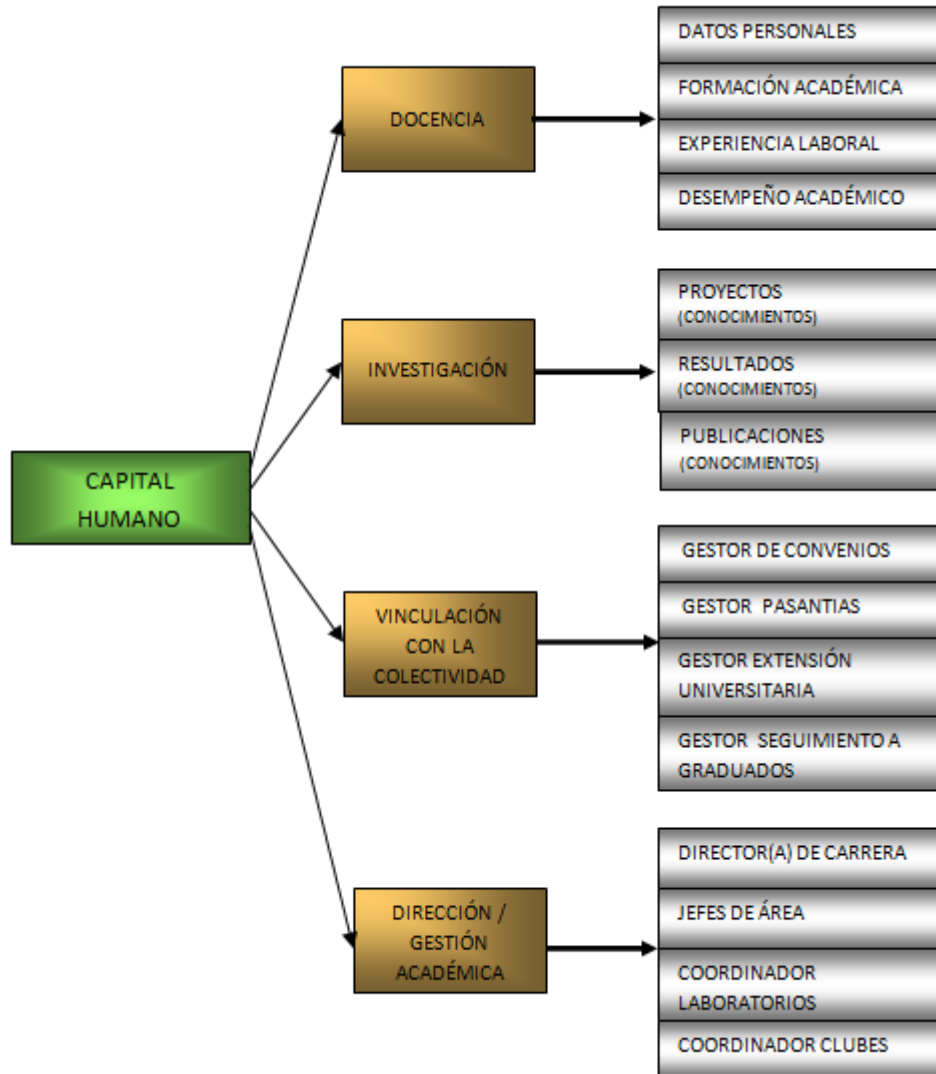 CAPITAL
HUMANO
DOCENCIA
DATOS PERSONALES
FORMACIÓN ACADÉMICA
EXPERIENCIA LABORAL
DESEMPEÑO ACADÉMICO
INVESTIGACIÓN
PROYECTOS
(CONOCIMIENTOS)
RESULTADOS
(CONOCIMIENTOS)
PUBLICACIONES
(CONOCIMIENTOS)
VINCULACIÓN
CON LA
COLECTIVIDAD
GESTOR DE CONVENIOS
GESTOR PASANTIAS
GESTOR EXTENSIÓN
UNIVERSITARIA
GESTOR SEGUIMIENTO A
GRADUADOS
DIRECCIÓN /
GESTIÓN
ACADÉMICA
DIRECTOR(A) DE CARRERA
JEFES DE ÁREA
COORDINADOR
LABORATORIOS
COORDINADOR CLUBES